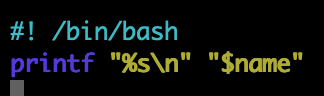 #! /bin/bash
printf "%s\n" "$name"